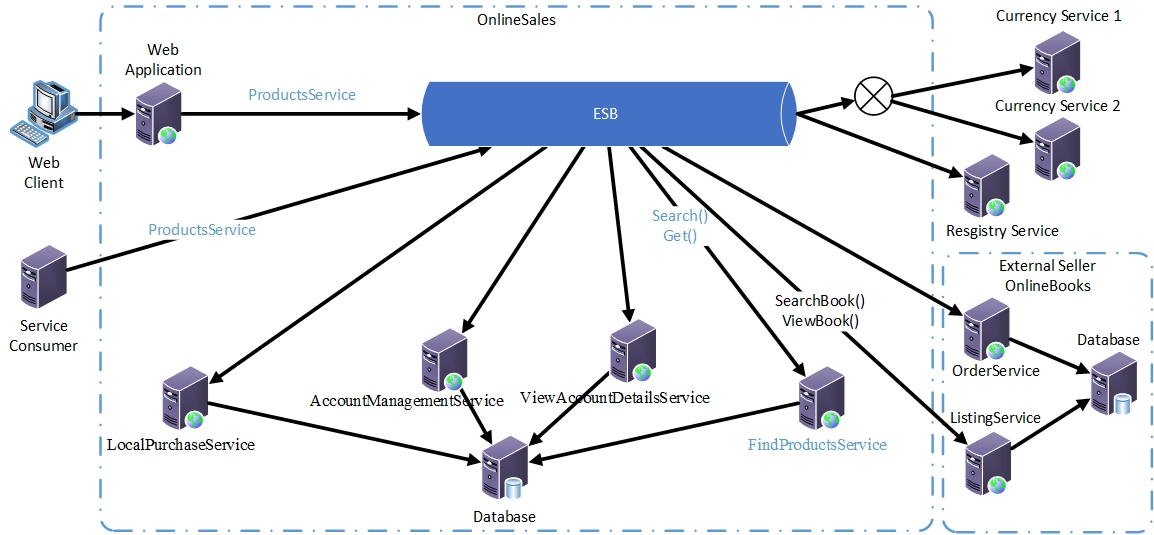 OnlineSales
Currency Service 1
Web
Application
ProductsService
ESB
Currency Service 2
Web
Client
Resgistry Service
Search()
Get()
ProductsService
External Seller
OnlineBooks
SearchBook()
ViewBook()
Service
Consumer
Database
OrderService
AccountManagementService
ViewAccountDetailsService
ListingService
LocalPurchaseService
FindProductsService
Database